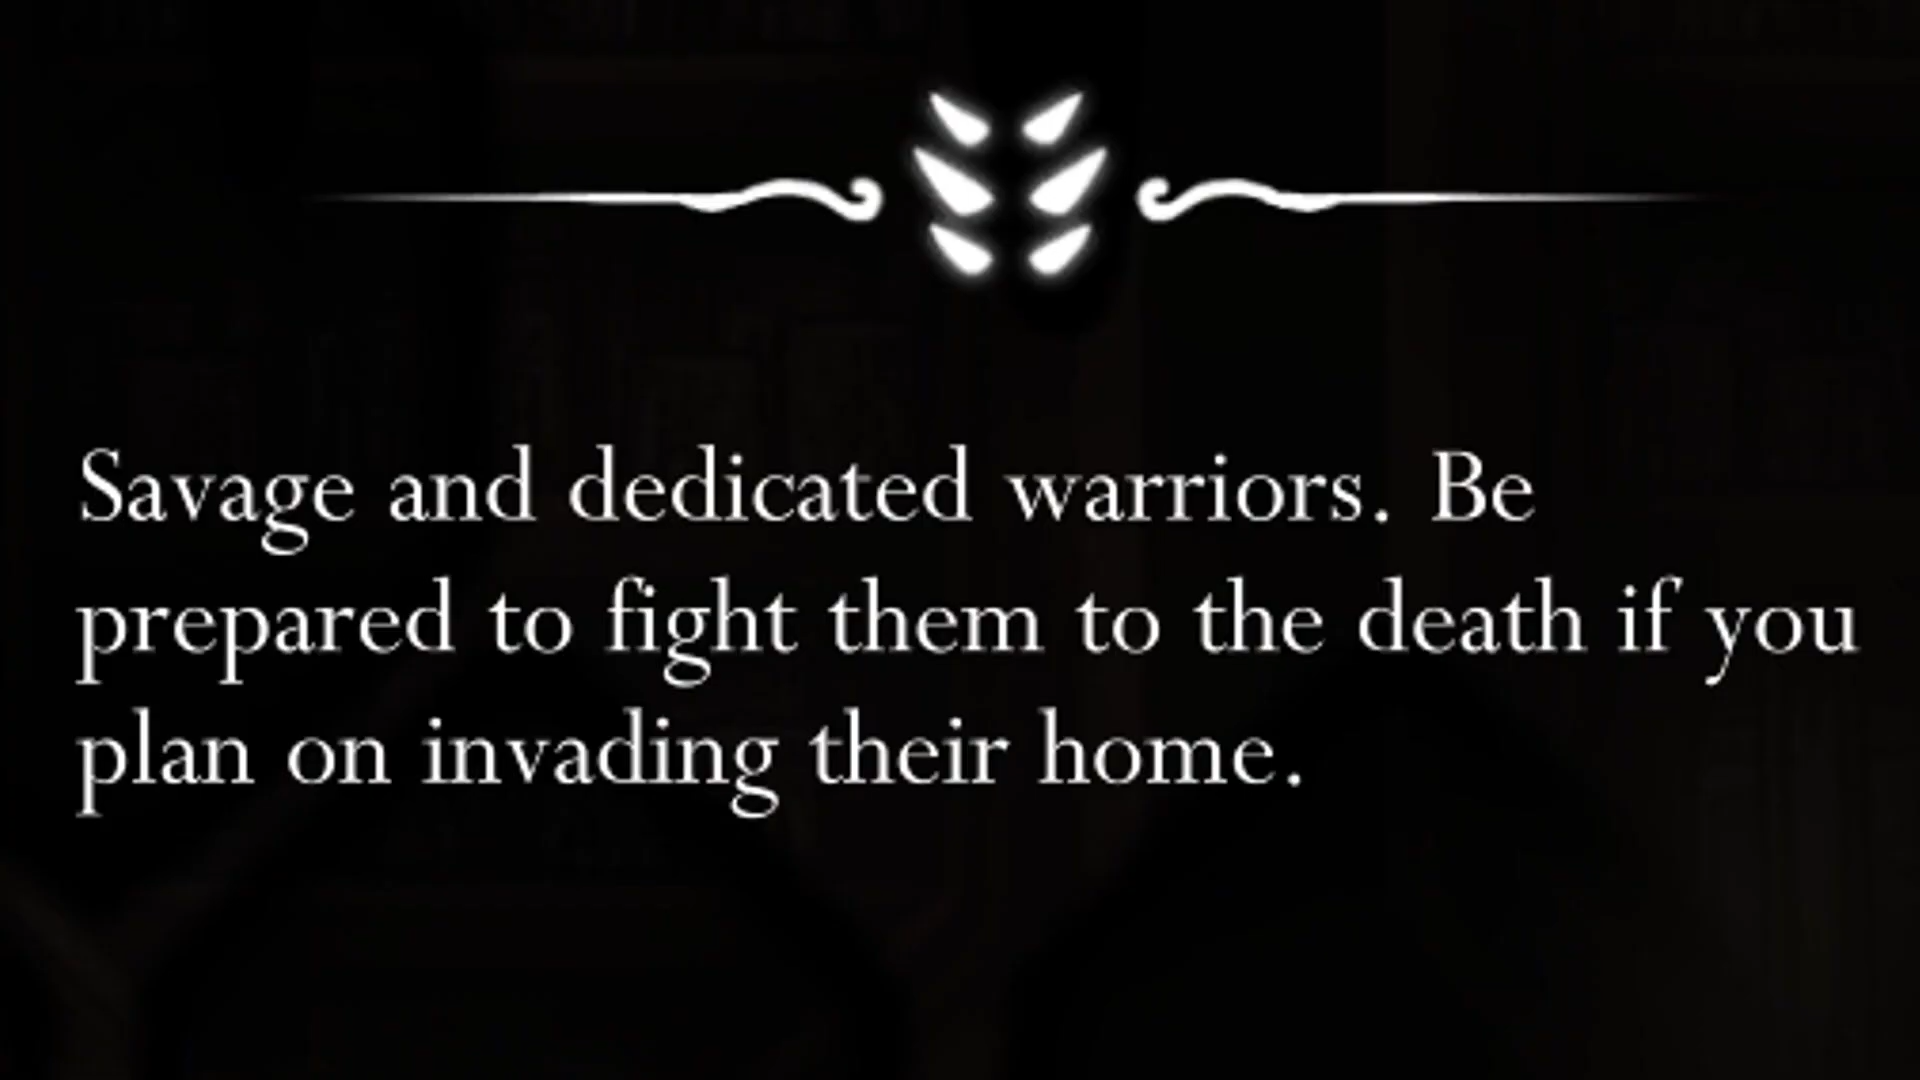 Savage and dedicated warriors. Be
prepared to fight them to the death if you
plan on invading their home.